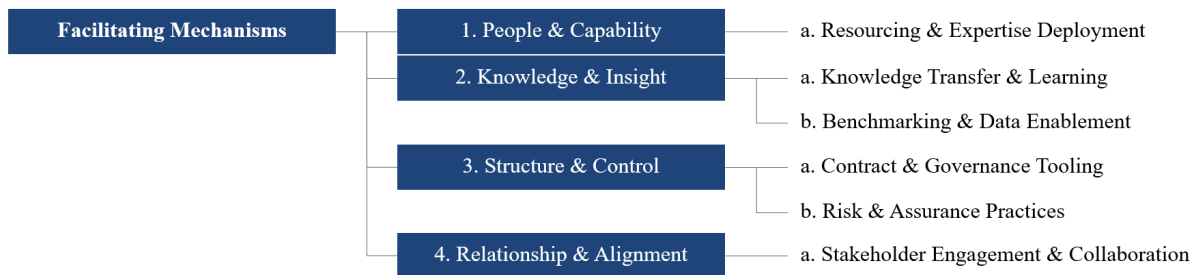 Facilitating Mechanisms
1. People & Capability
a. Resourcing & Expertise Deployment
2. Knowledge & Insight
a. Knowledge Transfer & Learning
b. Benchmarking & Data Enablement
3. Structure & Control
a. Contract & Governance Tooling
b. Risk & Assurance Practices
4. Relationship & Alignment
a. Stakeholder Engagement & Collaboration